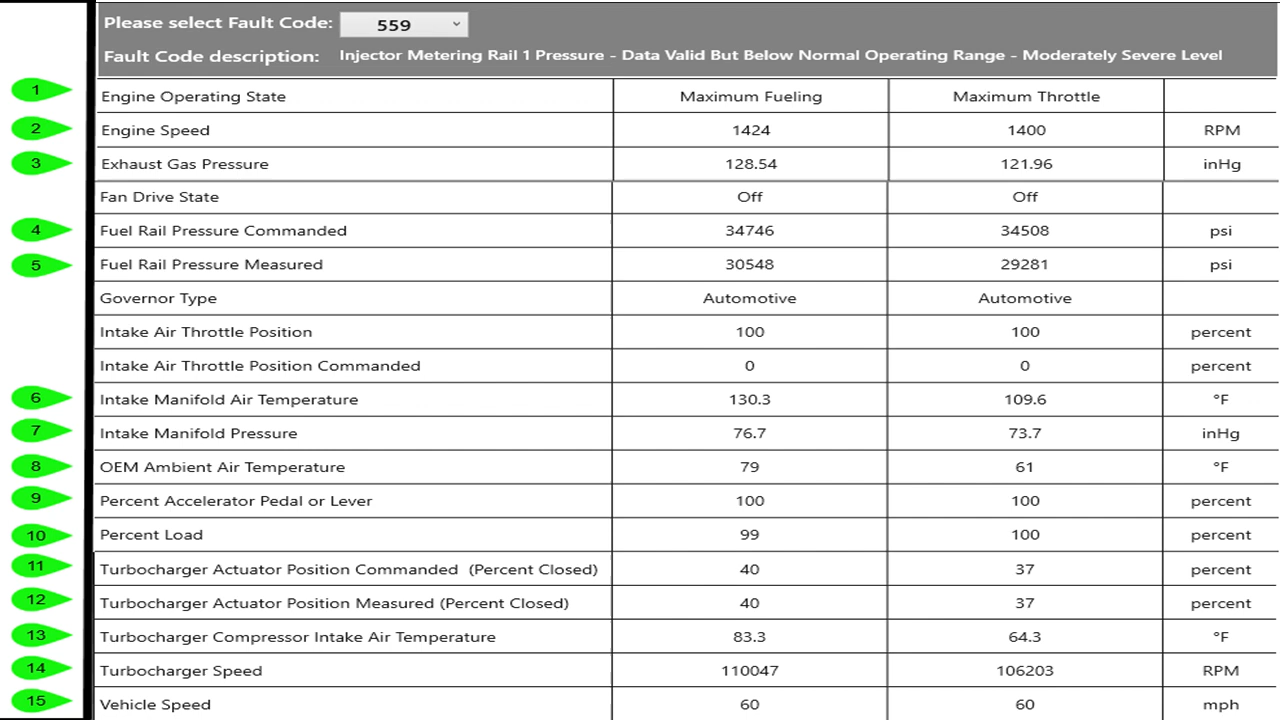 Please select Fault Code: 559
Fault Code description: Injector Metering Rail 1 Pressure - Data Valid But Below Normal Operating Range - Moderately Severe Level
1 Engine Operating State Maximum Fueling Maximum Throttle
2 Engine Speed 1424 1400 RPM
3 Exhaust Gas Pressure 128.54 121.96 inHg
Fan Drive State Off Off
4 Fuel Rail Pressure Commanded 34746 34508 psi
5 Fuel Rail Pressure Measured 30548 29281 psi
Governor Type Automotive Automotive
Intake Air Throttle Position 100 100 percent
Intake Air Throttle Position Commanded 0 0 percent
6 Intake Manifold Air Temperature 130.3 109.6 °F
7 Intake Manifold Pressure 76.7 73.7 inHg
8 OEM Ambient Air Temperature 79 61 °F
9 Percent Accelerator Pedal or Lever 100 100 percent
10 Percent Load 99 100 percent
11 Turbocharger Actuator Position Commanded (Percent Closed) 40 37 percent
12 Turbocharger Actuator Position Measured (Percent Closed) 40 37 percent
13 Turbocharger Compressor Intake Air Temperature 83.3 64.3 °F
14 Turbocharger Speed 110047 106203 RPM
15 Vehicle Speed 60 60 mph